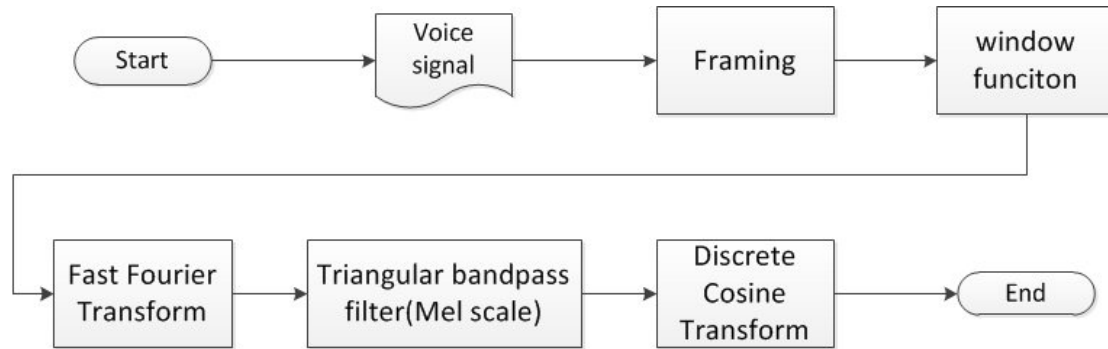 Start
Voice
signal
Framing
window
funciton
Fast Fourier
Transform
Triangular bandpass
filter(Mel scale)
Discrete
Cosine
Transform
End